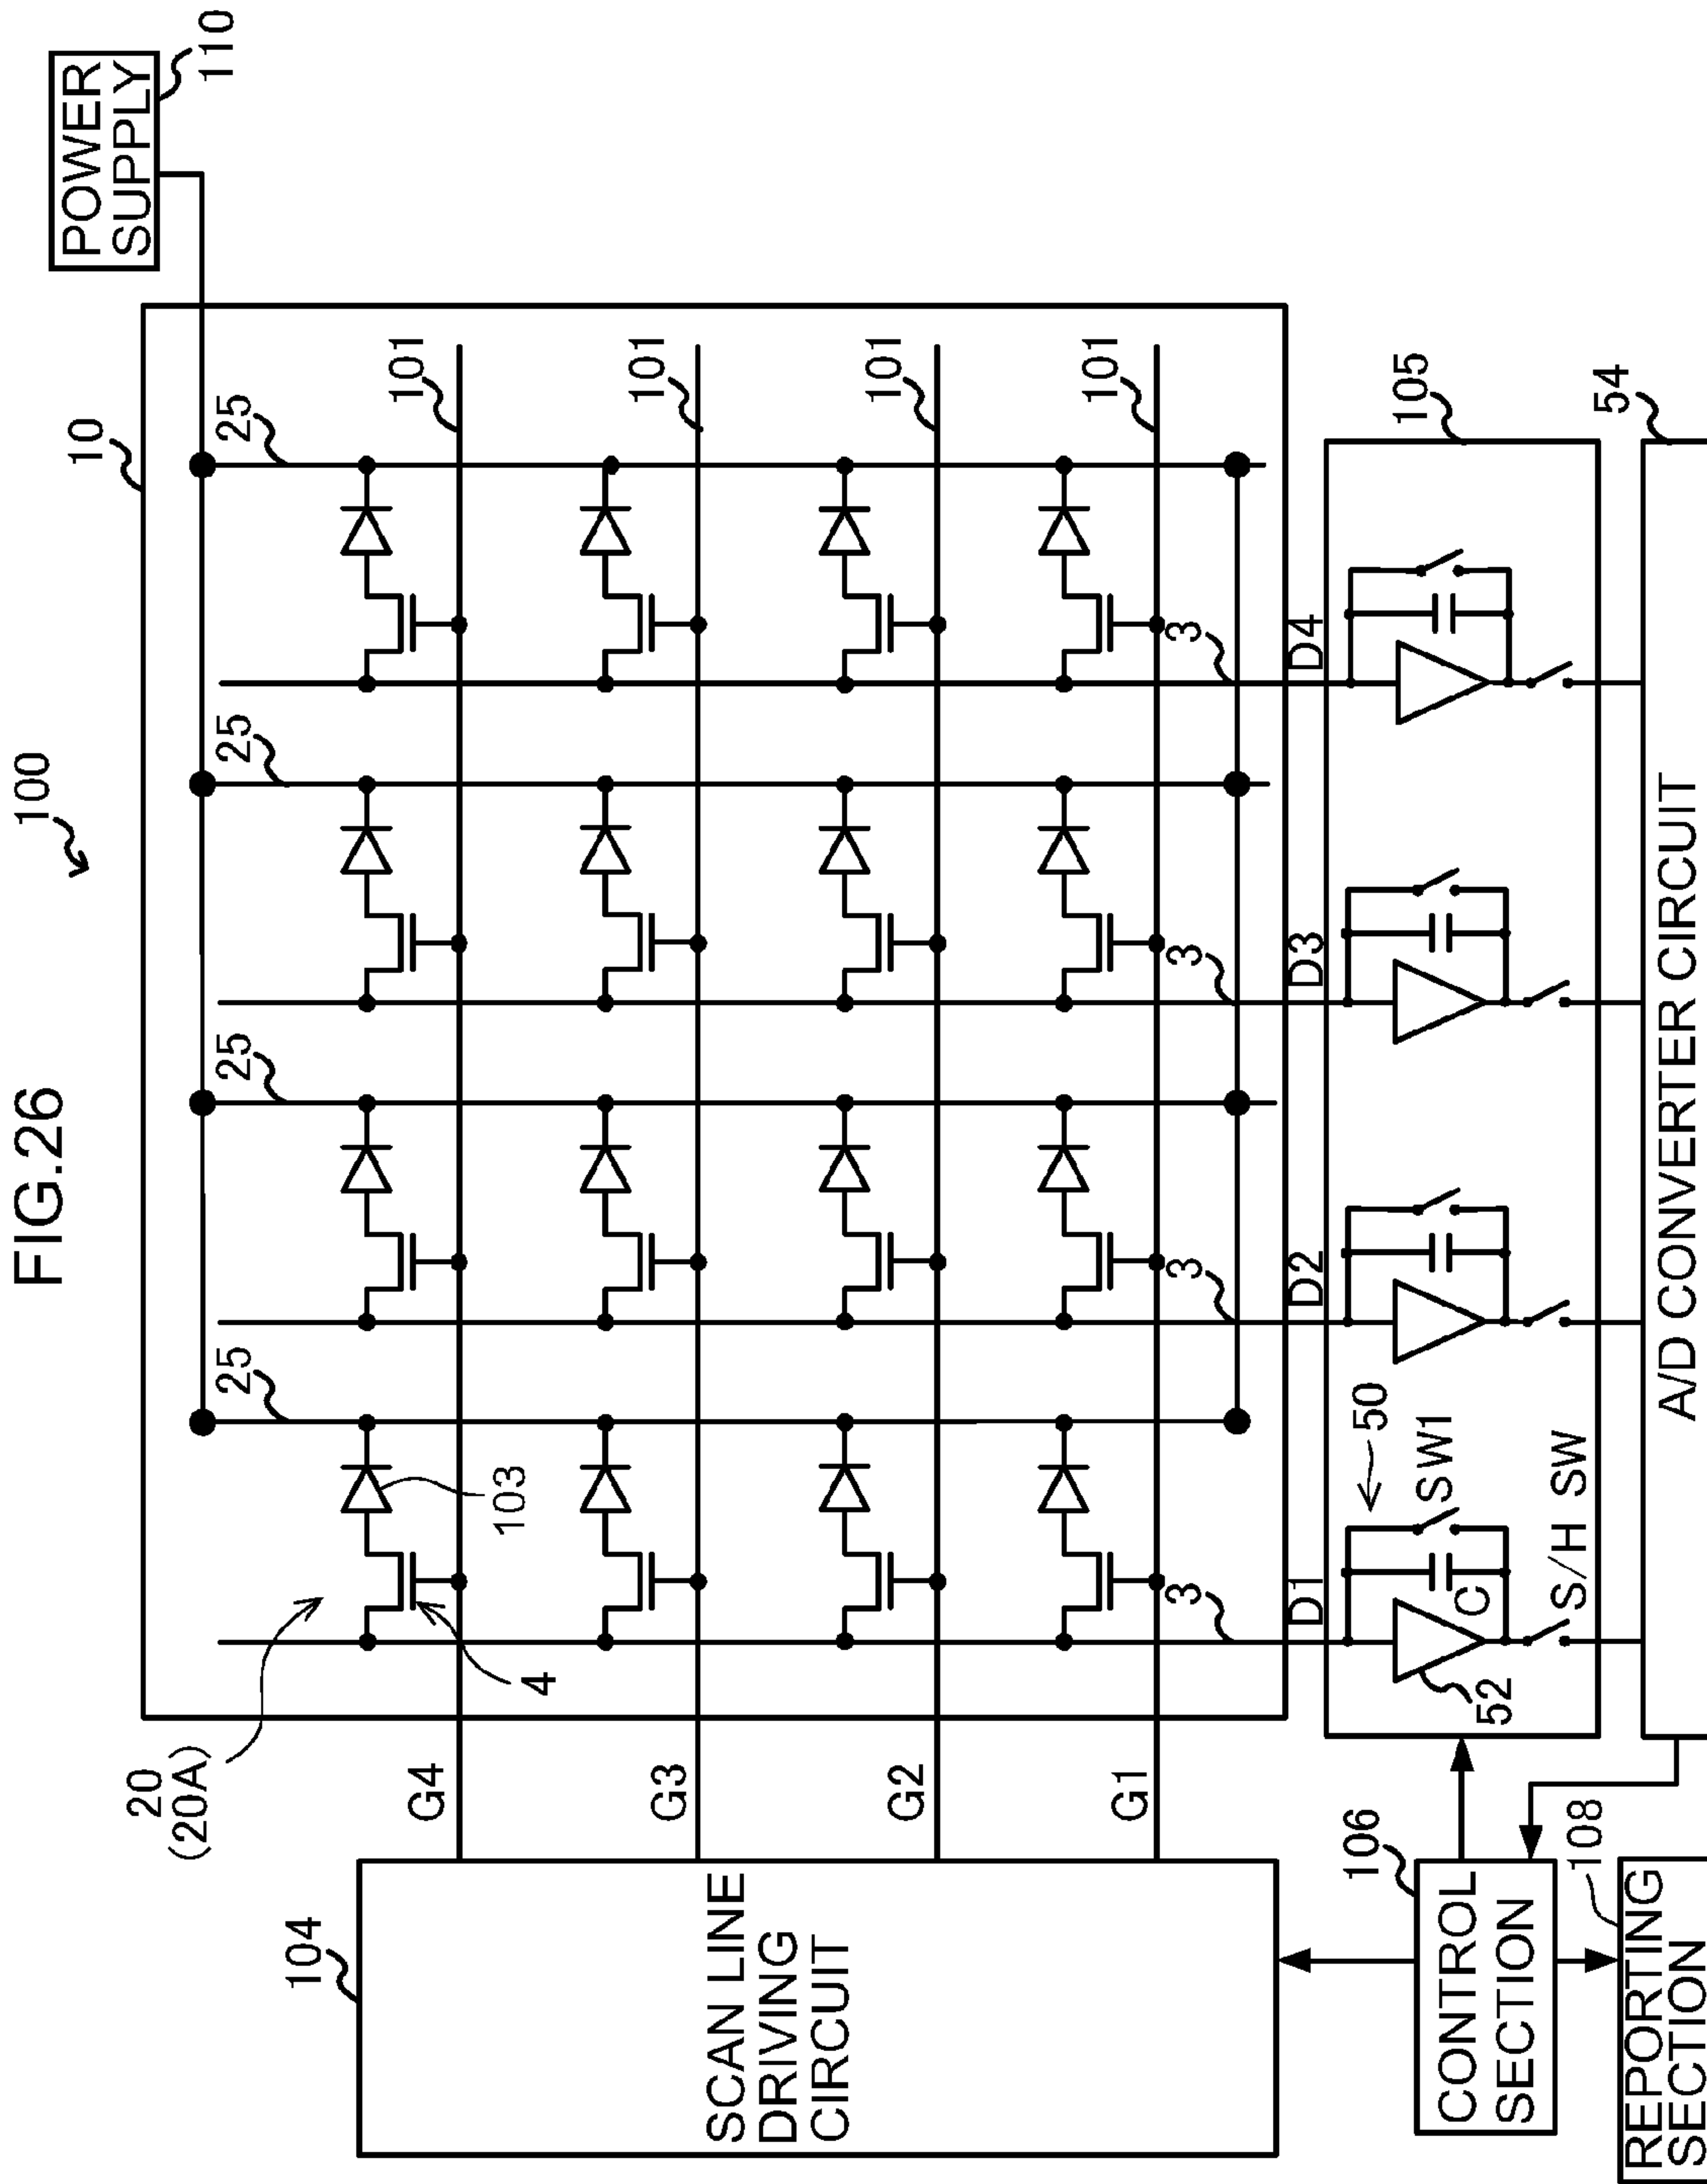 FIG.26
100
POWER
SUPPLY
110
10
25
25
25
25
101
101
101
101
20
(20A)
103
4
G4
G3
G2
G1
104
SCAN LINE
DRIVING
CIRCUIT
3
3
3
3
D1
D2
D3
D4
50
SW1
C
52
S/H SW
105
54
A/D CONVERTER CIRCUIT
106
CONTROL
SECTION
108
REPORTING
SECTION